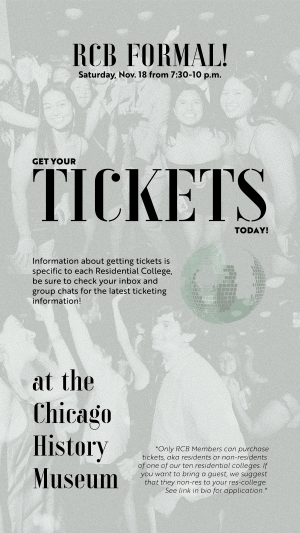 RCB FORMAL!
Saturday, Nov. 18 from 7:30-10 p.m.
GET YOUR
TICKETS
TODAY!
Information about getting tickets is
specific to each Residential College,
be sure to check your inbox and
group chats for the latest ticketing
information!
at the
Chicago
History
Museum
*Only RCB Members can purchase
tickets, aka residents or non-residents
of one of our ten residential colleges. If
you want to bring a guest, we suggest
that they non-res to your res-college.
See link in bio for application.*